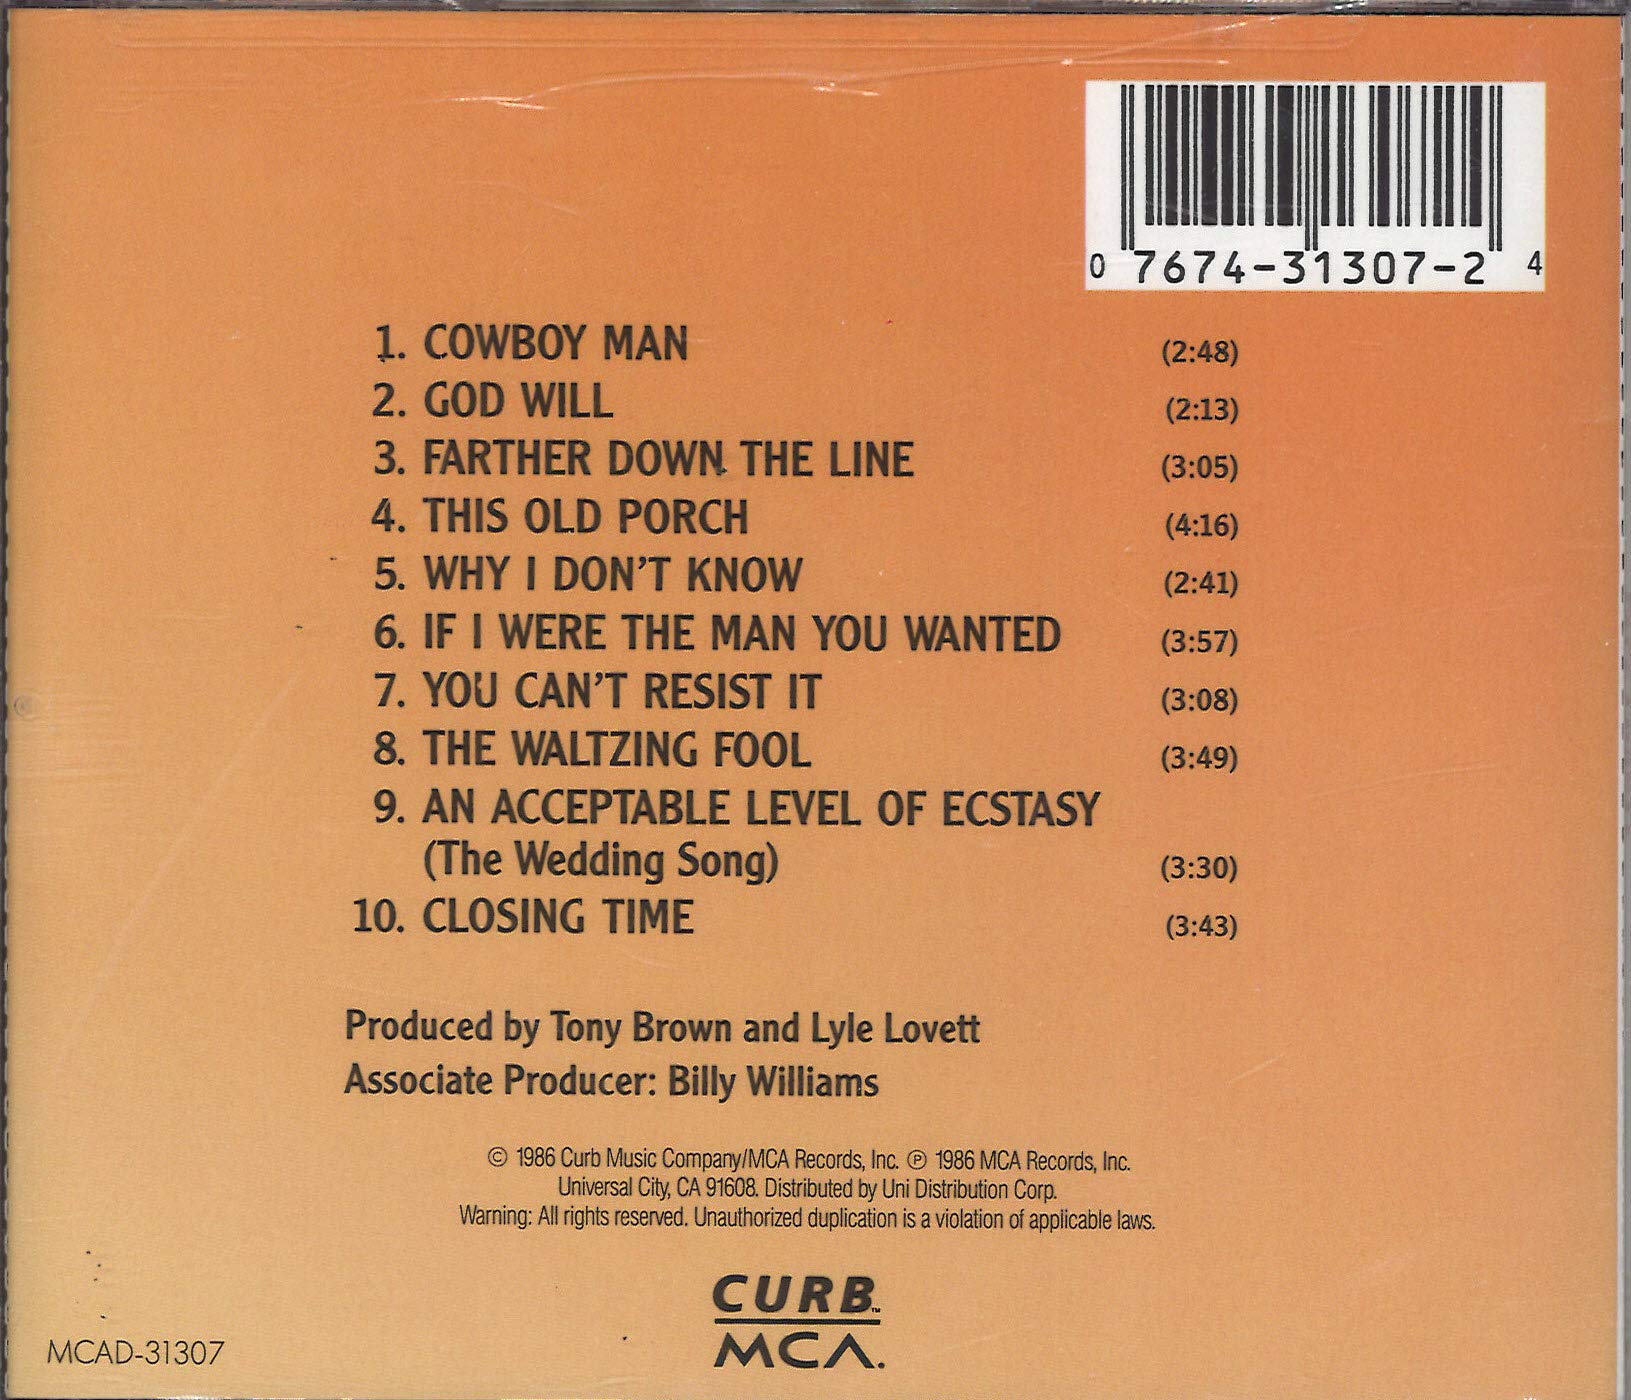 0 7674-31307-2 4
1. COWBOY MAN (2:48)
2. GOD WILL (2:13)
3. FARTHER DOWN THE LINE (3:05)
4. THIS OLD PORCH (4:16)
5. WHY I DON'T KNOW (2:41)
6. IF I WERE THE MAN YOU WANTED (3:57)
7. YOU CAN'T RESIST IT (3:08)
8. THE WALTZING FOOL (3:49)
9. AN ACCEPTABLE LEVEL OF ECSTASY
(The Wedding Song) (3:30)
10. CLOSING TIME (3:43)
Produced by Tony Brown and Lyle Lovett
Associate Producer: Billy Williams
© 1986 Curb Music Company/MCA Records, Inc. ℗ 1986 MCA Records, Inc.
Universal City, CA 91608. Distributed by Uni Distribution Corp.
Warning: All rights reserved. Unauthorized duplication is a violation of applicable laws.
CURB™
MCA.
MCAD-31307